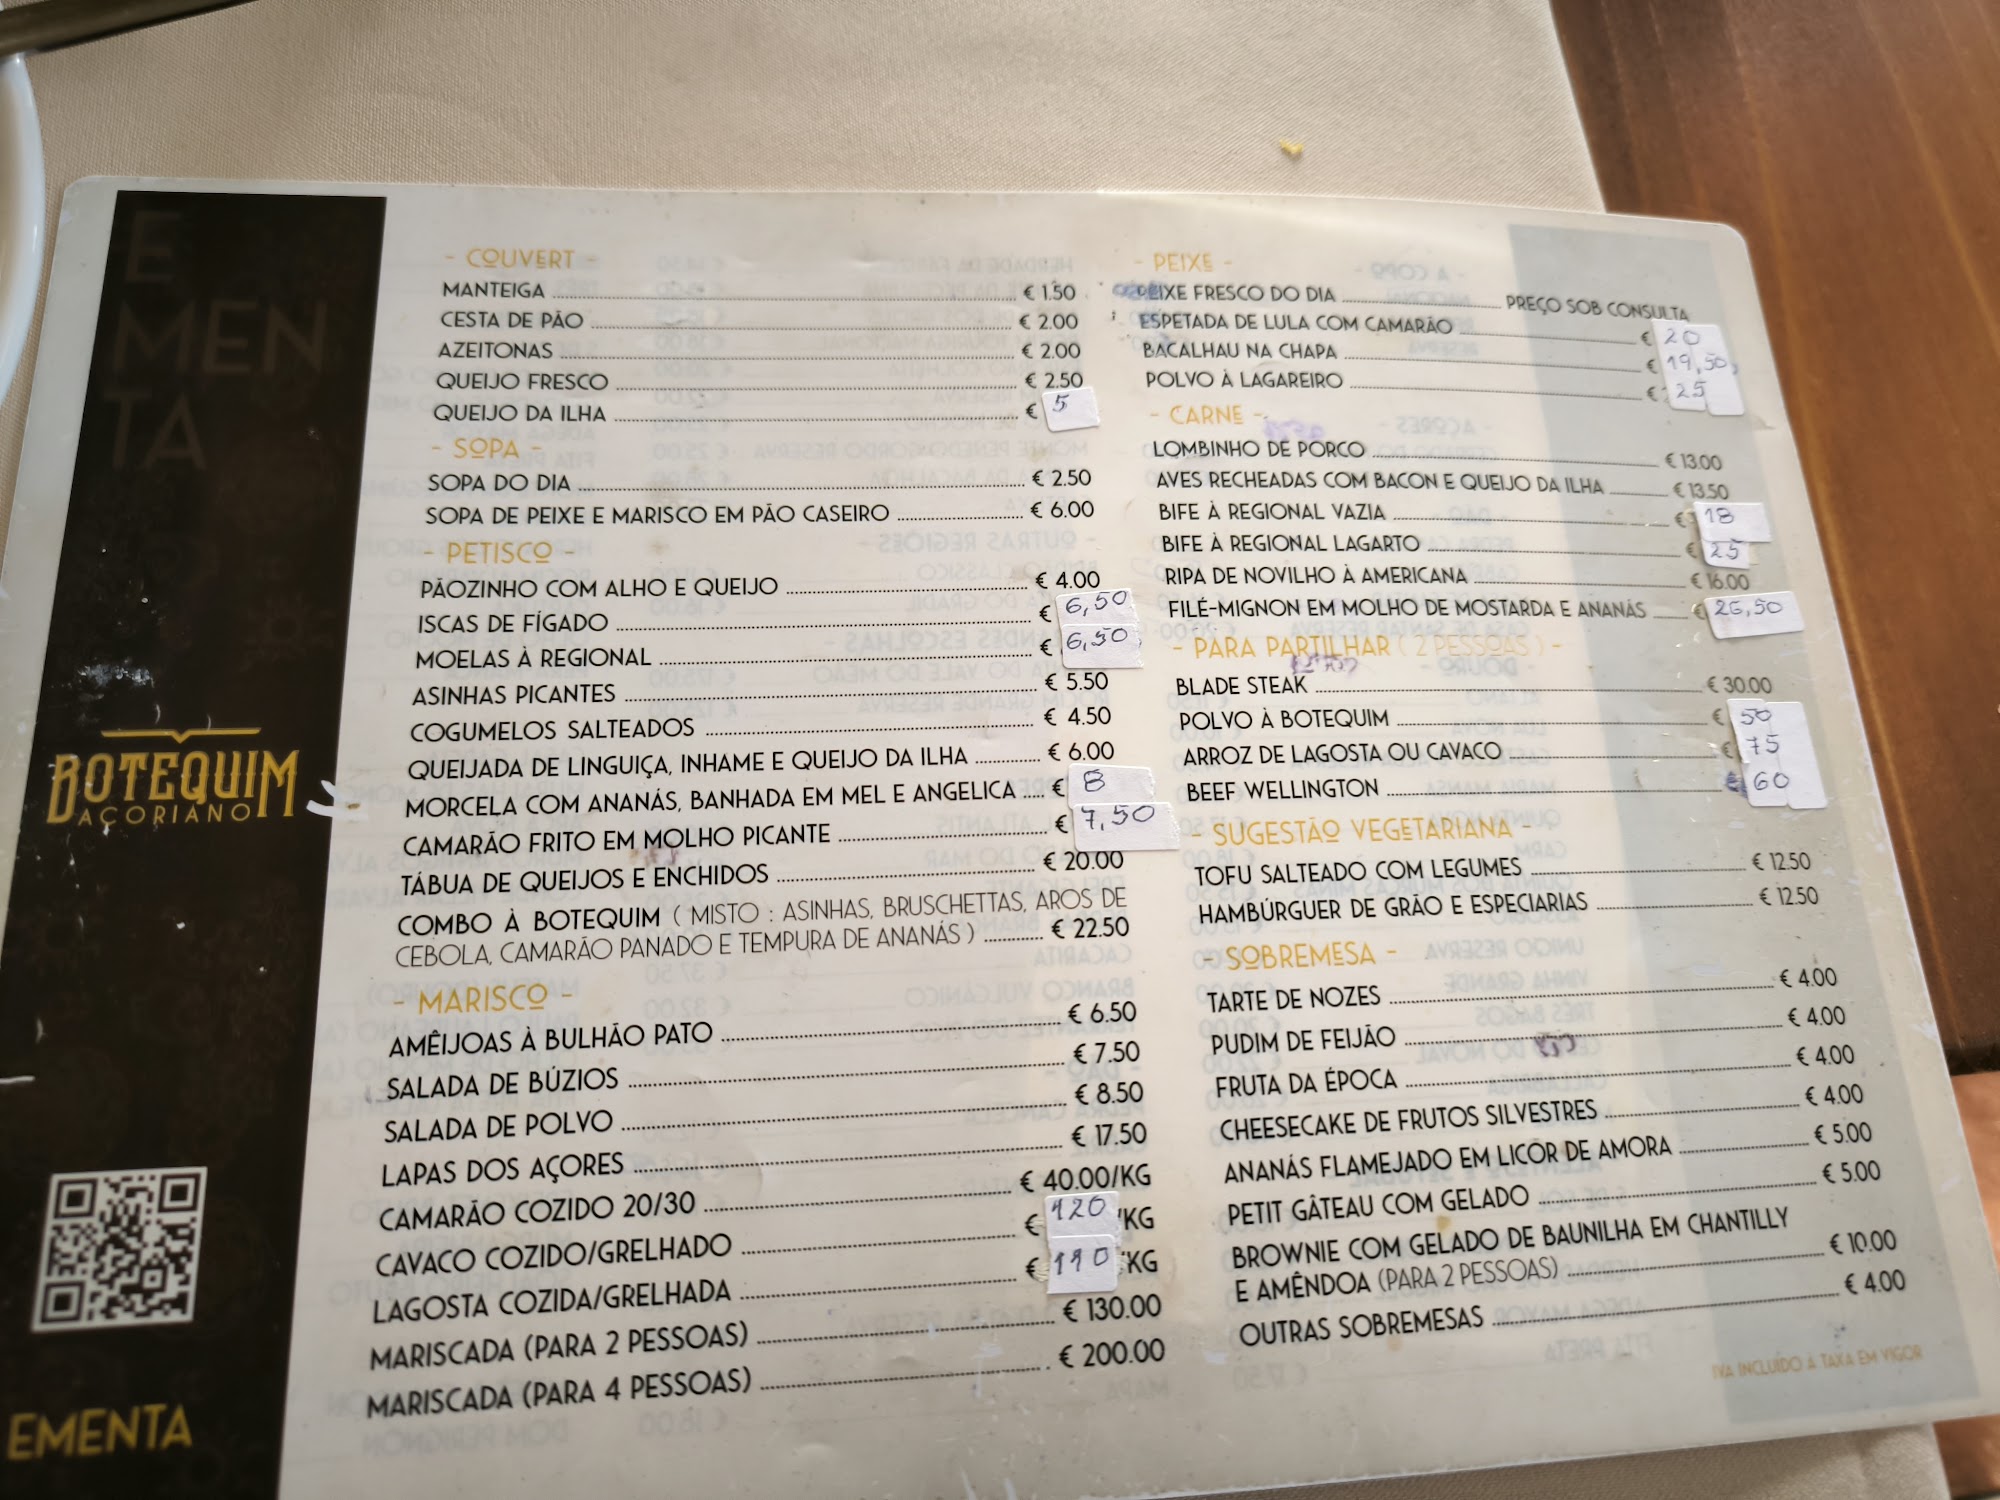 E
MEN
TA
BOTEQUIM
AÇORIANO
EMENTA
- COUVERT -
MANTEIGA € 1.50
CESTA DE PÃO € 2.00
AZEITONAS € 2.00
QUEIJO FRESCO € 2.50
QUEIJO DA ILHA € 5
- SOPA -
SOPA DO DIA € 2.50
SOPA DE PEIXE E MARISCO EM PÃO CASEIRO € 6.00
- PETISCO -
PÃOZINHO COM ALHO E QUEIJO € 4.00
ISCAS DE FÍGADO € 6,50
MOELAS À REGIONAL € 6,50
ASINHAS PICANTES € 5.50
COGUMELOS SALTEADOS € 4.50
QUEIJADA DE LINGUIÇA, INHAME E QUEIJO DA ILHA € 6.00
MORCELA COM ANANÁS, BANHADA EM MEL E ANGELICA € 8
CAMARÃO FRITO EM MOLHO PICANTE € 7,50
TÁBUA DE QUEIJOS E ENCHIDOS € 20.00
COMBO À BOTEQUIM ( MISTO : ASINHAS, BRUSCHETTAS, AROS DE
CEBOLA, CAMARÃO PANADO E TEMPURA DE ANANÁS ) € 22.50
- MARISCO -
AMÊIJOAS À BULHÃO PATO € 6.50
SALADA DE BÚZIOS € 7.50
SALADA DE POLVO € 8.50
LAPAS DOS AÇORES € 17.50
CAMARÃO COZIDO 20/30 € 40.00/KG
CAVACO COZIDO/GRELHADO € 120 /KG
LAGOSTA COZIDA/GRELHADA € 110 /KG
MARISCADA (PARA 2 PESSOAS) € 130.00
MARISCADA (PARA 4 PESSOAS) € 200.00
- PEIXE -
PEIXE FRESCO DO DIA PREÇO SOB CONSULTA
ESPETADA DE LULA COM CAMARÃO € 20
BACALHAU NA CHAPA € 19,50
POLVO À LAGAREIRO € 25
- CARNE -
LOMBINHO DE PORCO € 13.00
AVES RECHEADAS COM BACON E QUEIJO DA ILHA € 13.50
BIFE À REGIONAL VAZIA € 18
BIFE À REGIONAL LAGARTO € 25
RIPA DE NOVILHO À AMERICANA € 16.00
FILÉ-MIGNON EM MOLHO DE MOSTARDA E ANANÁS € 26,50
- PARA PARTILHAR ( 2 PESSOAS ) -
BLADE STEAK € 30.00
POLVO À BOTEQUIM € 50
ARROZ DE LAGOSTA OU CAVACO € 75
BEEF WELLINGTON € 60
- SUGESTÃO VEGETARIANA -
TOFU SALTEADO COM LEGUMES € 12.50
HAMBÚRGUER DE GRÃO E ESPECIARIAS € 12.50
- SOBREMESA -
TARTE DE NOZES € 4.00
PUDIM DE FEIJÃO € 4.00
FRUTA DA ÉPOCA € 4.00
CHEESECAKE DE FRUTOS SILVESTRES € 4.00
ANANÁS FLAMEJADO EM LICOR DE AMORA € 5.00
PETIT GÂTEAU COM GELADO € 5.00
BROWNIE COM GELADO DE BAUNILHA EM CHANTILLY
E AMÊNDOA (PARA 2 PESSOAS) € 10.00
OUTRAS SOBREMESAS € 4.00
IVA INCLUÍDO À TAXA EM VIGOR